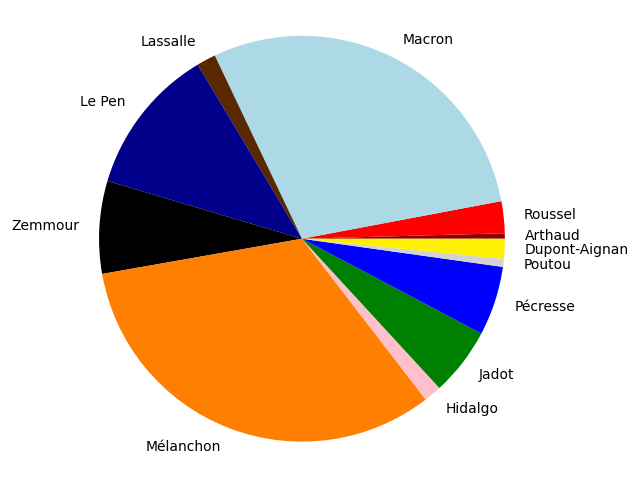 Macron
Lassalle
Le Pen
Roussel
Zemmour
Arthaud
Dupont-Aignan
Poutou
Pécresse
Jadot
Hidalgo
Mélanchon